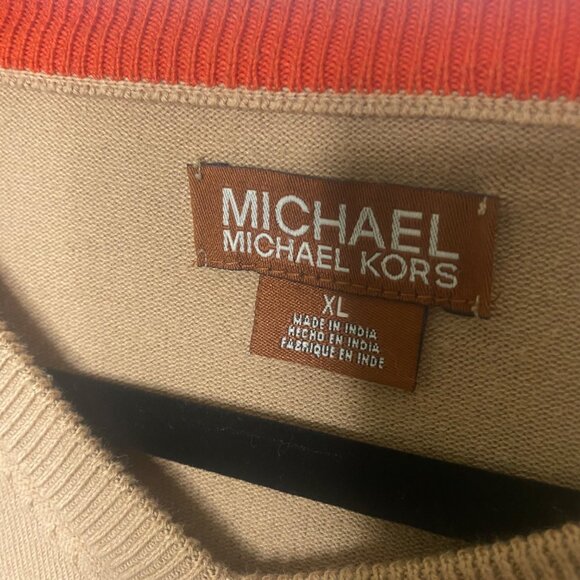 MICHAEL
MICHAEL KORS
XL
MADE IN INDIA
HECHO EN INDIA
FABRIQUE EN INDE